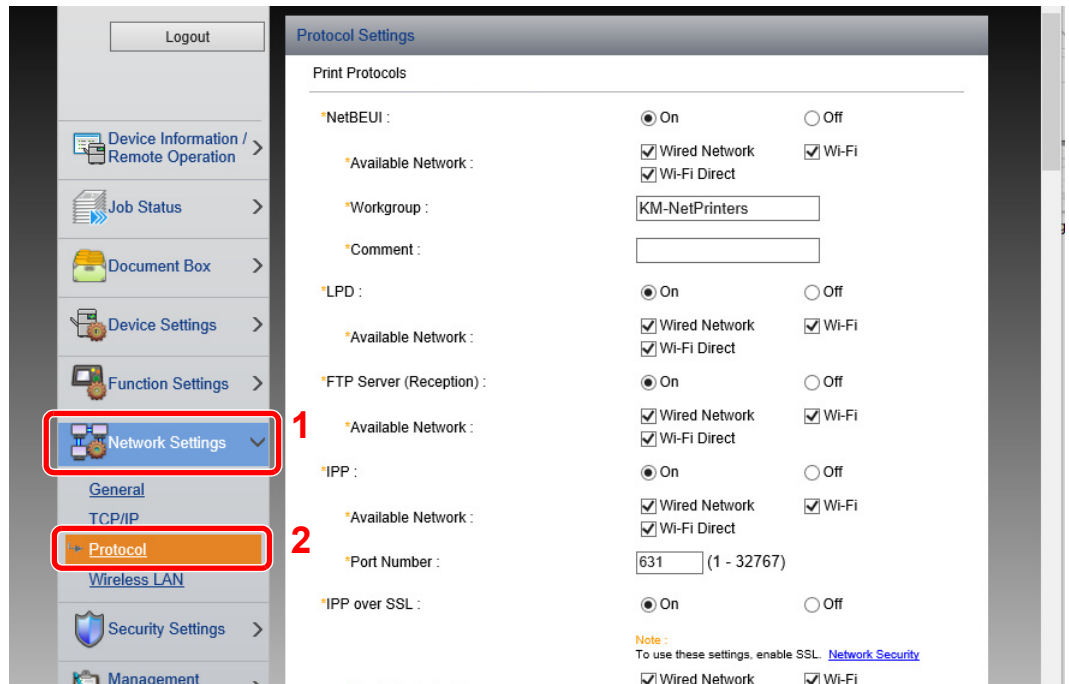 Logout
Protocol Settings
Print Protocols
*NetBEUI :
On
Off
*Available Network :
Wired Network
Wi-Fi
Wi-Fi Direct
*Workgroup :
KM-NetPrinters
*Comment :
*LPD :
On
Off
*Available Network :
Wired Network
Wi-Fi
Wi-Fi Direct
*FTP Server (Reception) :
On
Off
*Available Network :
Wired Network
Wi-Fi
Wi-Fi Direct
*IPP :
On
Off
*Available Network :
Wired Network
Wi-Fi
Wi-Fi Direct
*Port Number :
631
(1 - 32767)
*IPP over SSL :
On
Off
Note :
To use these settings, enable SSL. Network Security
Wired Network
Wi-Fi
Device Information /
Remote Operation
Job Status
Document Box
Device Settings
Function Settings
Network Settings
1
General
TCP/IP
Protocol
2
Wireless LAN
Security Settings
Management